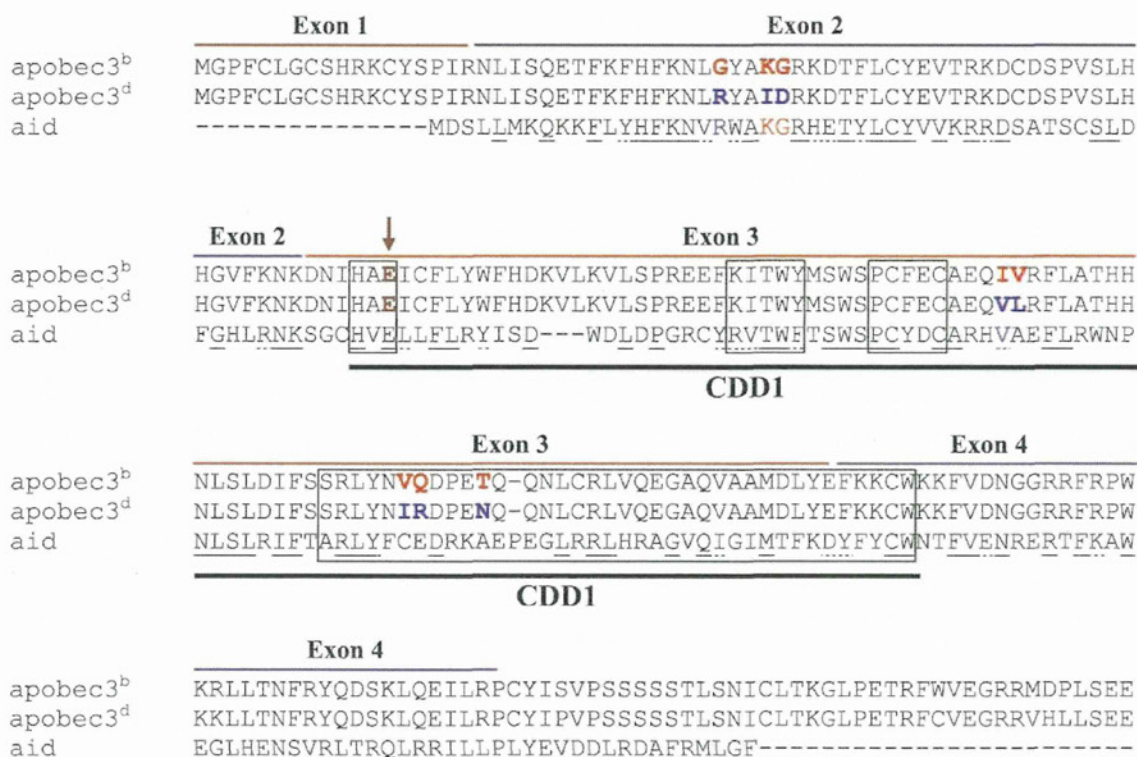 Exon 1 Exon 2
apobec3b MGPFCLGCSHRKCYSPIRNLISQETFKFHFKNLGYAKGRKDTFLCYEVTRKDCDSPVSLH
apobec3d MGPFCLGCSHRKCYSPIRNLISQETFKFHFKNLRYAIDRKDTFLCYEVTRKDCDSPVSLH
aid ---------------MDSLLMKQKKFLYHFKNVRWAKGRHETYLCYVVKRRDSATSCSLD
Exon 2 Exon 3
apobec3b HGVFKNKDNIHAEICFLYWFHDKVLKVLSPREEFKITWYMSWSPCFECAEQIVRFLATHH
apobec3d HGVFKNKDNIHAEICFLYWFHDKVLKVLSPREEFKITWYMSWSPCFECAEQVLRFLATHH
aid FGHLRNKSGCHVELLFLRYISD---WDLDPGRCYRVTWFTSWSPCYDCARHVAEFLRWNP
CDD1
Exon 3 Exon 4
apobec3b NLSLDIFSSRLYNVQDPETQ-QNLCRLVQEGAQVAAMDLYEFKKCWKKFVDNGGRRFRPW
apobec3d NLSLDIFSSRLYNIRDPENQ-QNLCRLVQEGAQVAAMDLYEFKKCWKKFVDNGGRRFRPW
aid NLSLRIFTARLYFCEDRKAEPEGLRRLHRAGVQIGIMTFKDYFYCWNTFVENRERTFKAW
CDD1
Exon 4
apobec3b KRLLTNFRYQDSKLQEILRPCYISVPSSSSSTLSNICLTKGLPETRFWVEGRRMDPLSEE
apobec3d KKLLTNFRYQDSKLQEILRPCYIPVPSSSSSTLSNICLTKGLPETRFCVEGRRVHLLSEE
aid EGLHENSVRLTRQLRRILLPLYEVDDLRDAFRMLGF------------------------